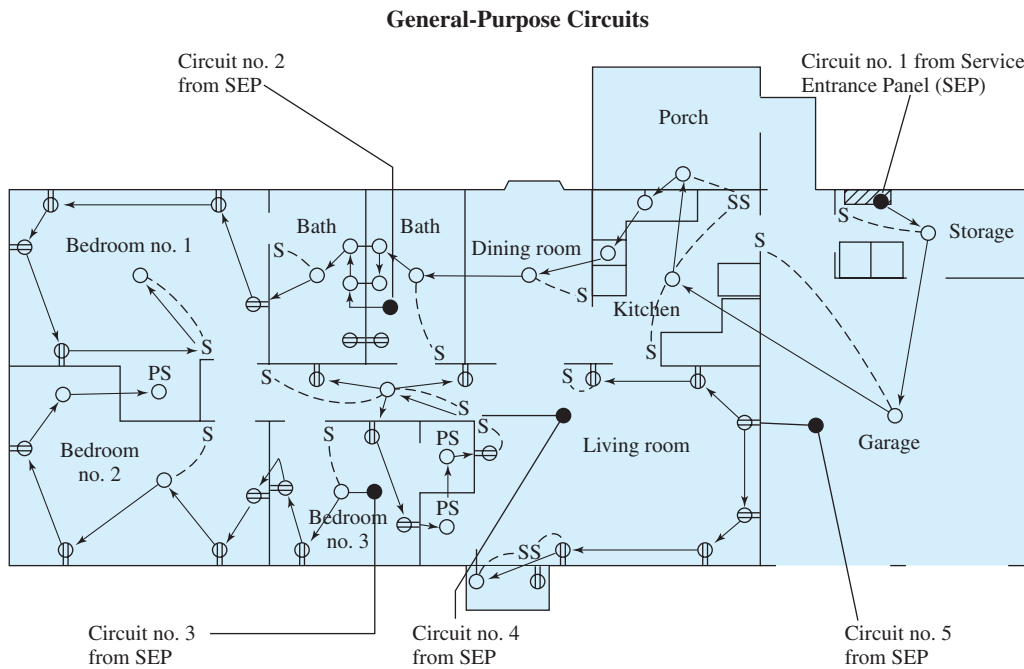 General-Purpose Circuits
Circuit no. 2
from SEP
Circuit no. 1 from Service
Entrance Panel (SEP)
Porch
SS
S
S
Storage
Bedroom no. 1
S
Bath
Bath
Dining room
S
Kitchen
S
S
S
PS
S
S
S
S
S
PS
Living room
Garage
Bedroom
no. 2
PS
Bedroom
no. 3
SS
Circuit no. 3
from SEP
Circuit no. 4
from SEP
Circuit no. 5
from SEP